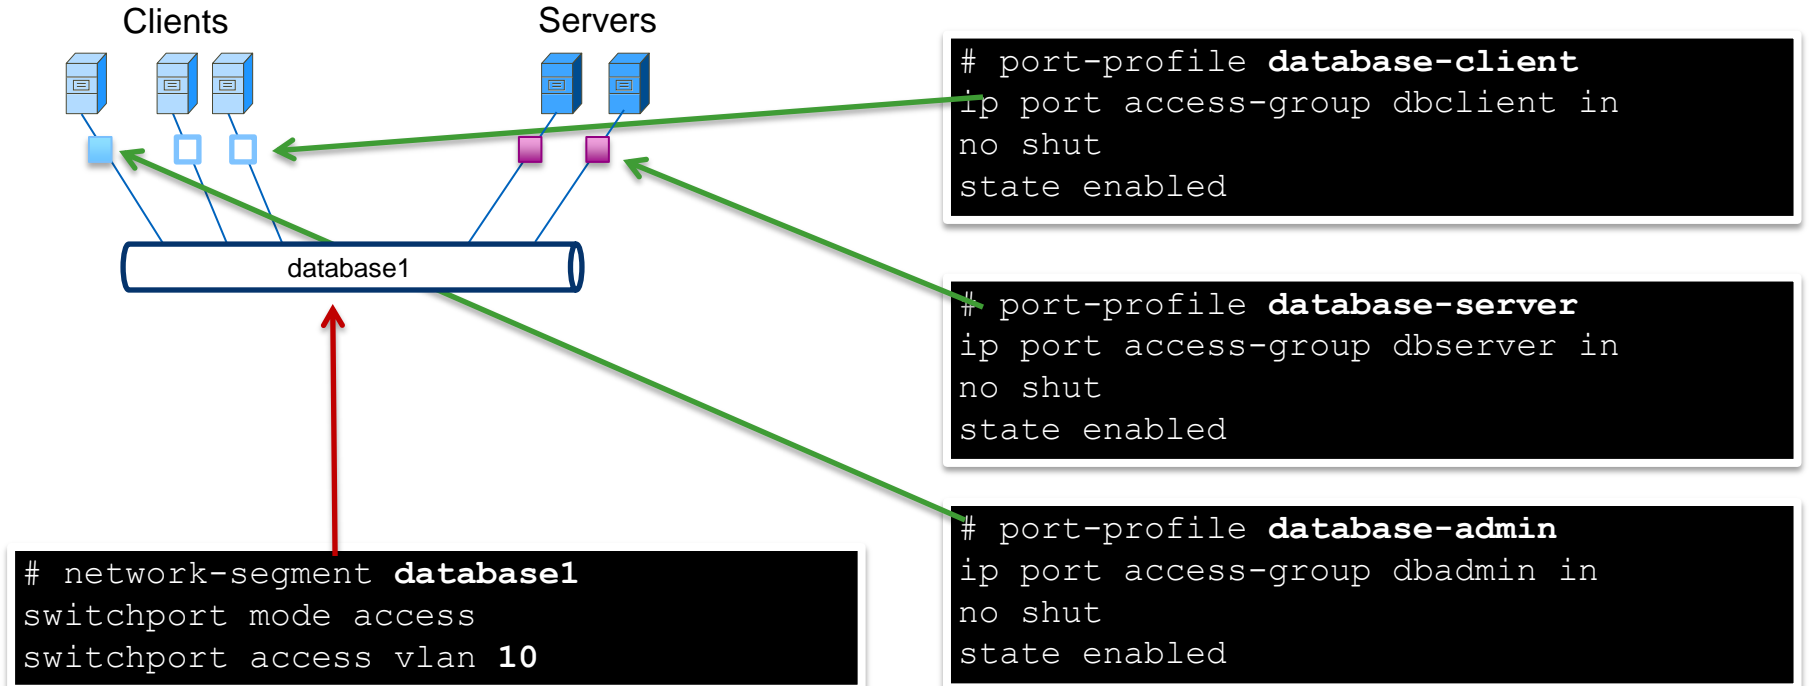 Clients
Servers
database1
# port-profile database-client
ip port access-group dbclient in
no shut
state enabled
# port-profile database-server
ip port access-group dbserver in
no shut
state enabled
# port-profile database-admin
ip port access-group dbadmin in
no shut
state enabled
# network-segment database1
switchport mode access
switchport access vlan 10